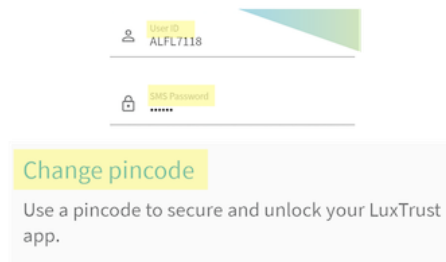 User ID
ALFL7118
SMS Password
••••••
Change pincode
Use a pincode to secure and unlock your LuxTrust
app.